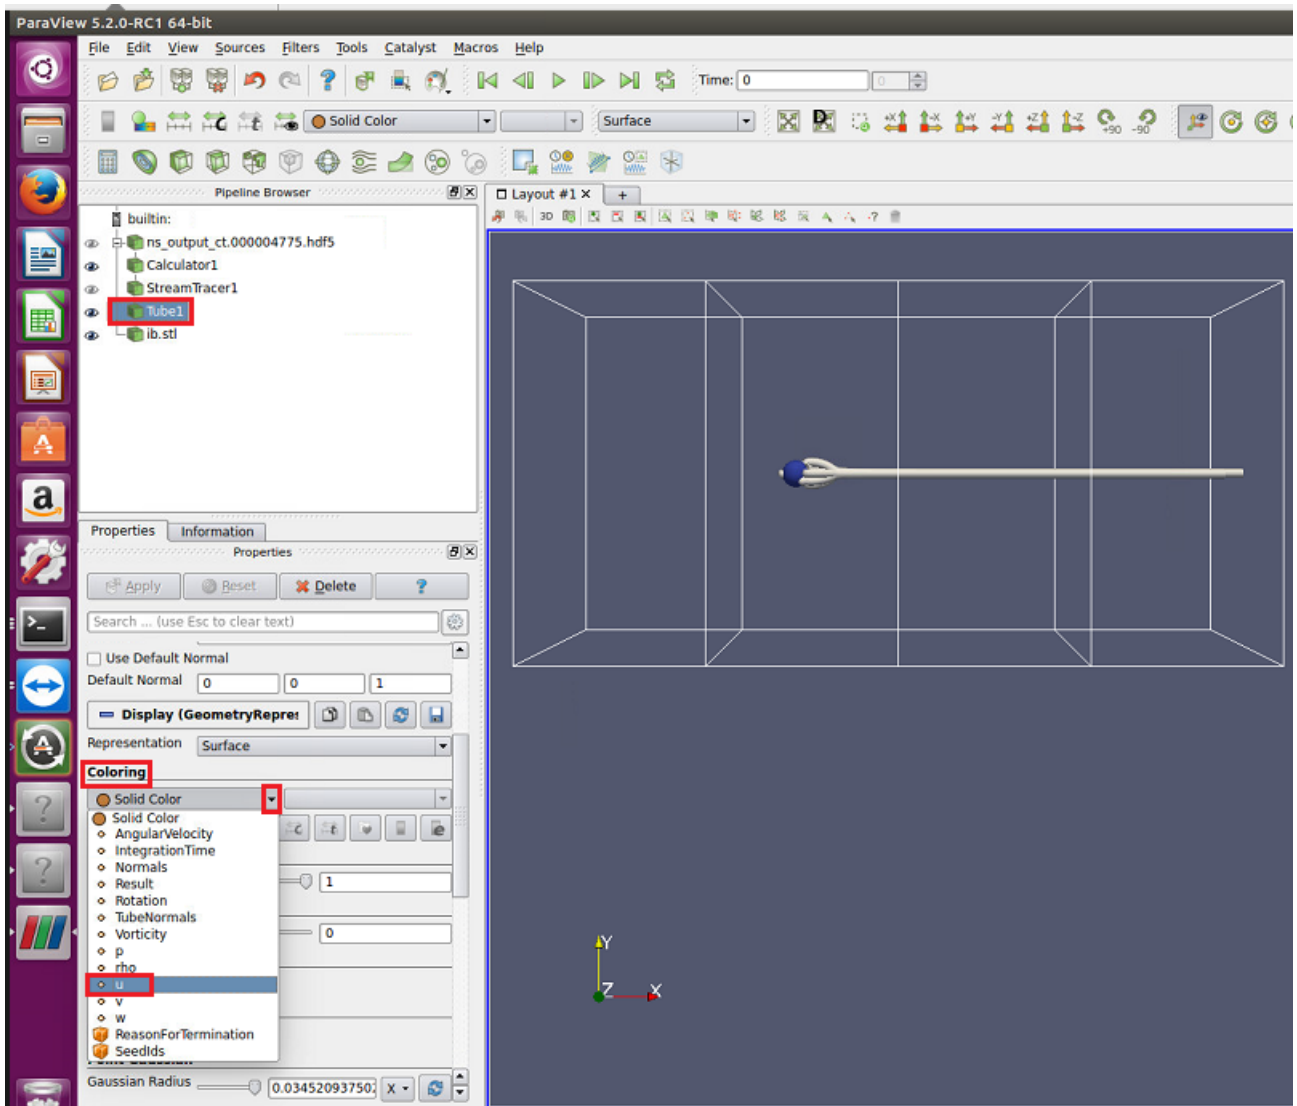 ParaView 5.2.0-RC1 64-bit
File Edit View Sources Filters Tools Catalyst Macros Help
Time: 0 0
Solid Color Surface +90 -90
Pipeline Browser
Layout #1 +
3D
builtin:
ns_output_ct.000004775.hdf5
Calculator1
StreamTracer1
Tube1
ib.stl
Properties Information
Properties
Apply Reset Delete ?
Search ... (use Esc to clear text)
Use Default Normal
Default Normal 0 0 1
Display (GeometryRepres
Representation Surface
Coloring
Solid Color
Solid Color
AngularVelocity
IntegrationTime
Normals
Result
Rotation
TubeNormals
Vorticity
p
rho
u
v
w
ReasonForTermination
SeedIds
1
0
Gaussian Radius 0.03452093750 X
Y
Z X